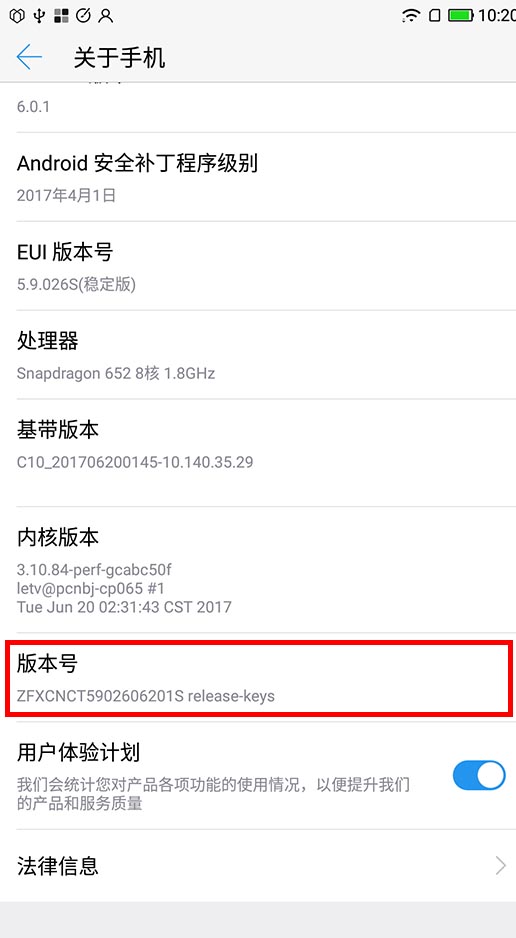 10:20
关于手机
6.0.1
Android 安全补丁程序级别
2017年4月1日
EUI 版本号
5.9.026S(稳定版)
处理器
Snapdragon 652 8核 1.8GHz
基带版本
C10_201706200145-10.140.35.29
内核版本
3.10.84-perf-gcabc50f
letv@pcnbj-cp065 #1
Tue Jun 20 02:31:43 CST 2017
版本号
ZFXCNCT5902606201S release-keys
用户体验计划
我们会统计您对产品各项功能的使用情况，以便提升我们
的产品和服务质量
法律信息